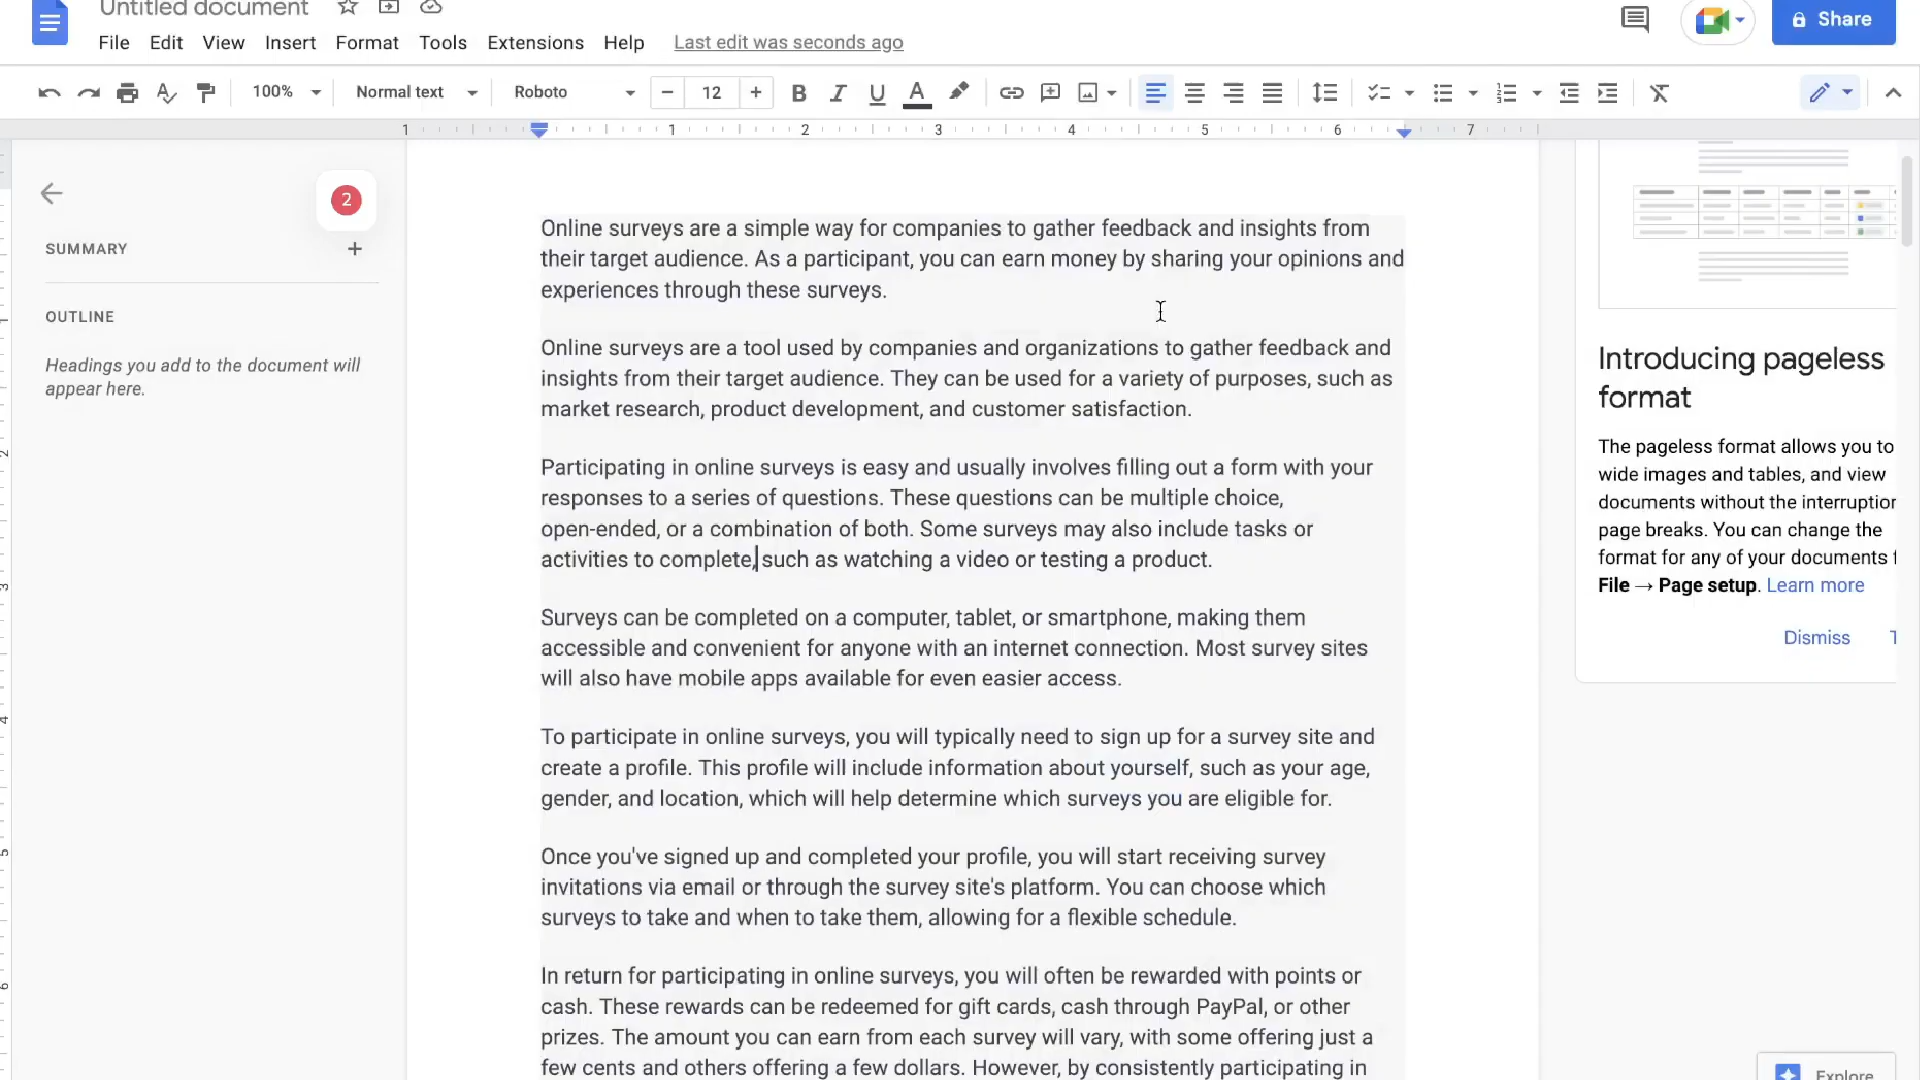 Untitled document
File Edit View Insert Format Tools Extensions Help Last edit was seconds ago
Share
100% Normal text Roboto 12
1 1 2 3 4 5 6 7
2
SUMMARY
OUTLINE
Headings you add to the document will
appear here.
1
2
3
4
5
6
Online surveys are a simple way for companies to gather feedback and insights from
their target audience. As a participant, you can earn money by sharing your opinions and
experiences through these surveys.
Online surveys are a tool used by companies and organizations to gather feedback and
insights from their target audience. They can be used for a variety of purposes, such as
market research, product development, and customer satisfaction.
Participating in online surveys is easy and usually involves filling out a form with your
responses to a series of questions. These questions can be multiple choice,
open-ended, or a combination of both. Some surveys may also include tasks or
activities to complete, such as watching a video or testing a product.
Surveys can be completed on a computer, tablet, or smartphone, making them
accessible and convenient for anyone with an internet connection. Most survey sites
will also have mobile apps available for even easier access.
To participate in online surveys, you will typically need to sign up for a survey site and
create a profile. This profile will include information about yourself, such as your age,
gender, and location, which will help determine which surveys you are eligible for.
Once you've signed up and completed your profile, you will start receiving survey
invitations via email or through the survey site's platform. You can choose which
surveys to take and when to take them, allowing for a flexible schedule.
In return for participating in online surveys, you will often be rewarded with points or
cash. These rewards can be redeemed for gift cards, cash through PayPal, or other
prizes. The amount you can earn from each survey will vary, with some offering just a
few cents and others offering a few dollars. However, by consistently participating in
Introducing pageless
format
The pageless format allows you to
wide images and tables, and view
documents without the interruption
page breaks. You can change the
format for any of your documents
File → Page setup. Learn more
Dismiss
Explore